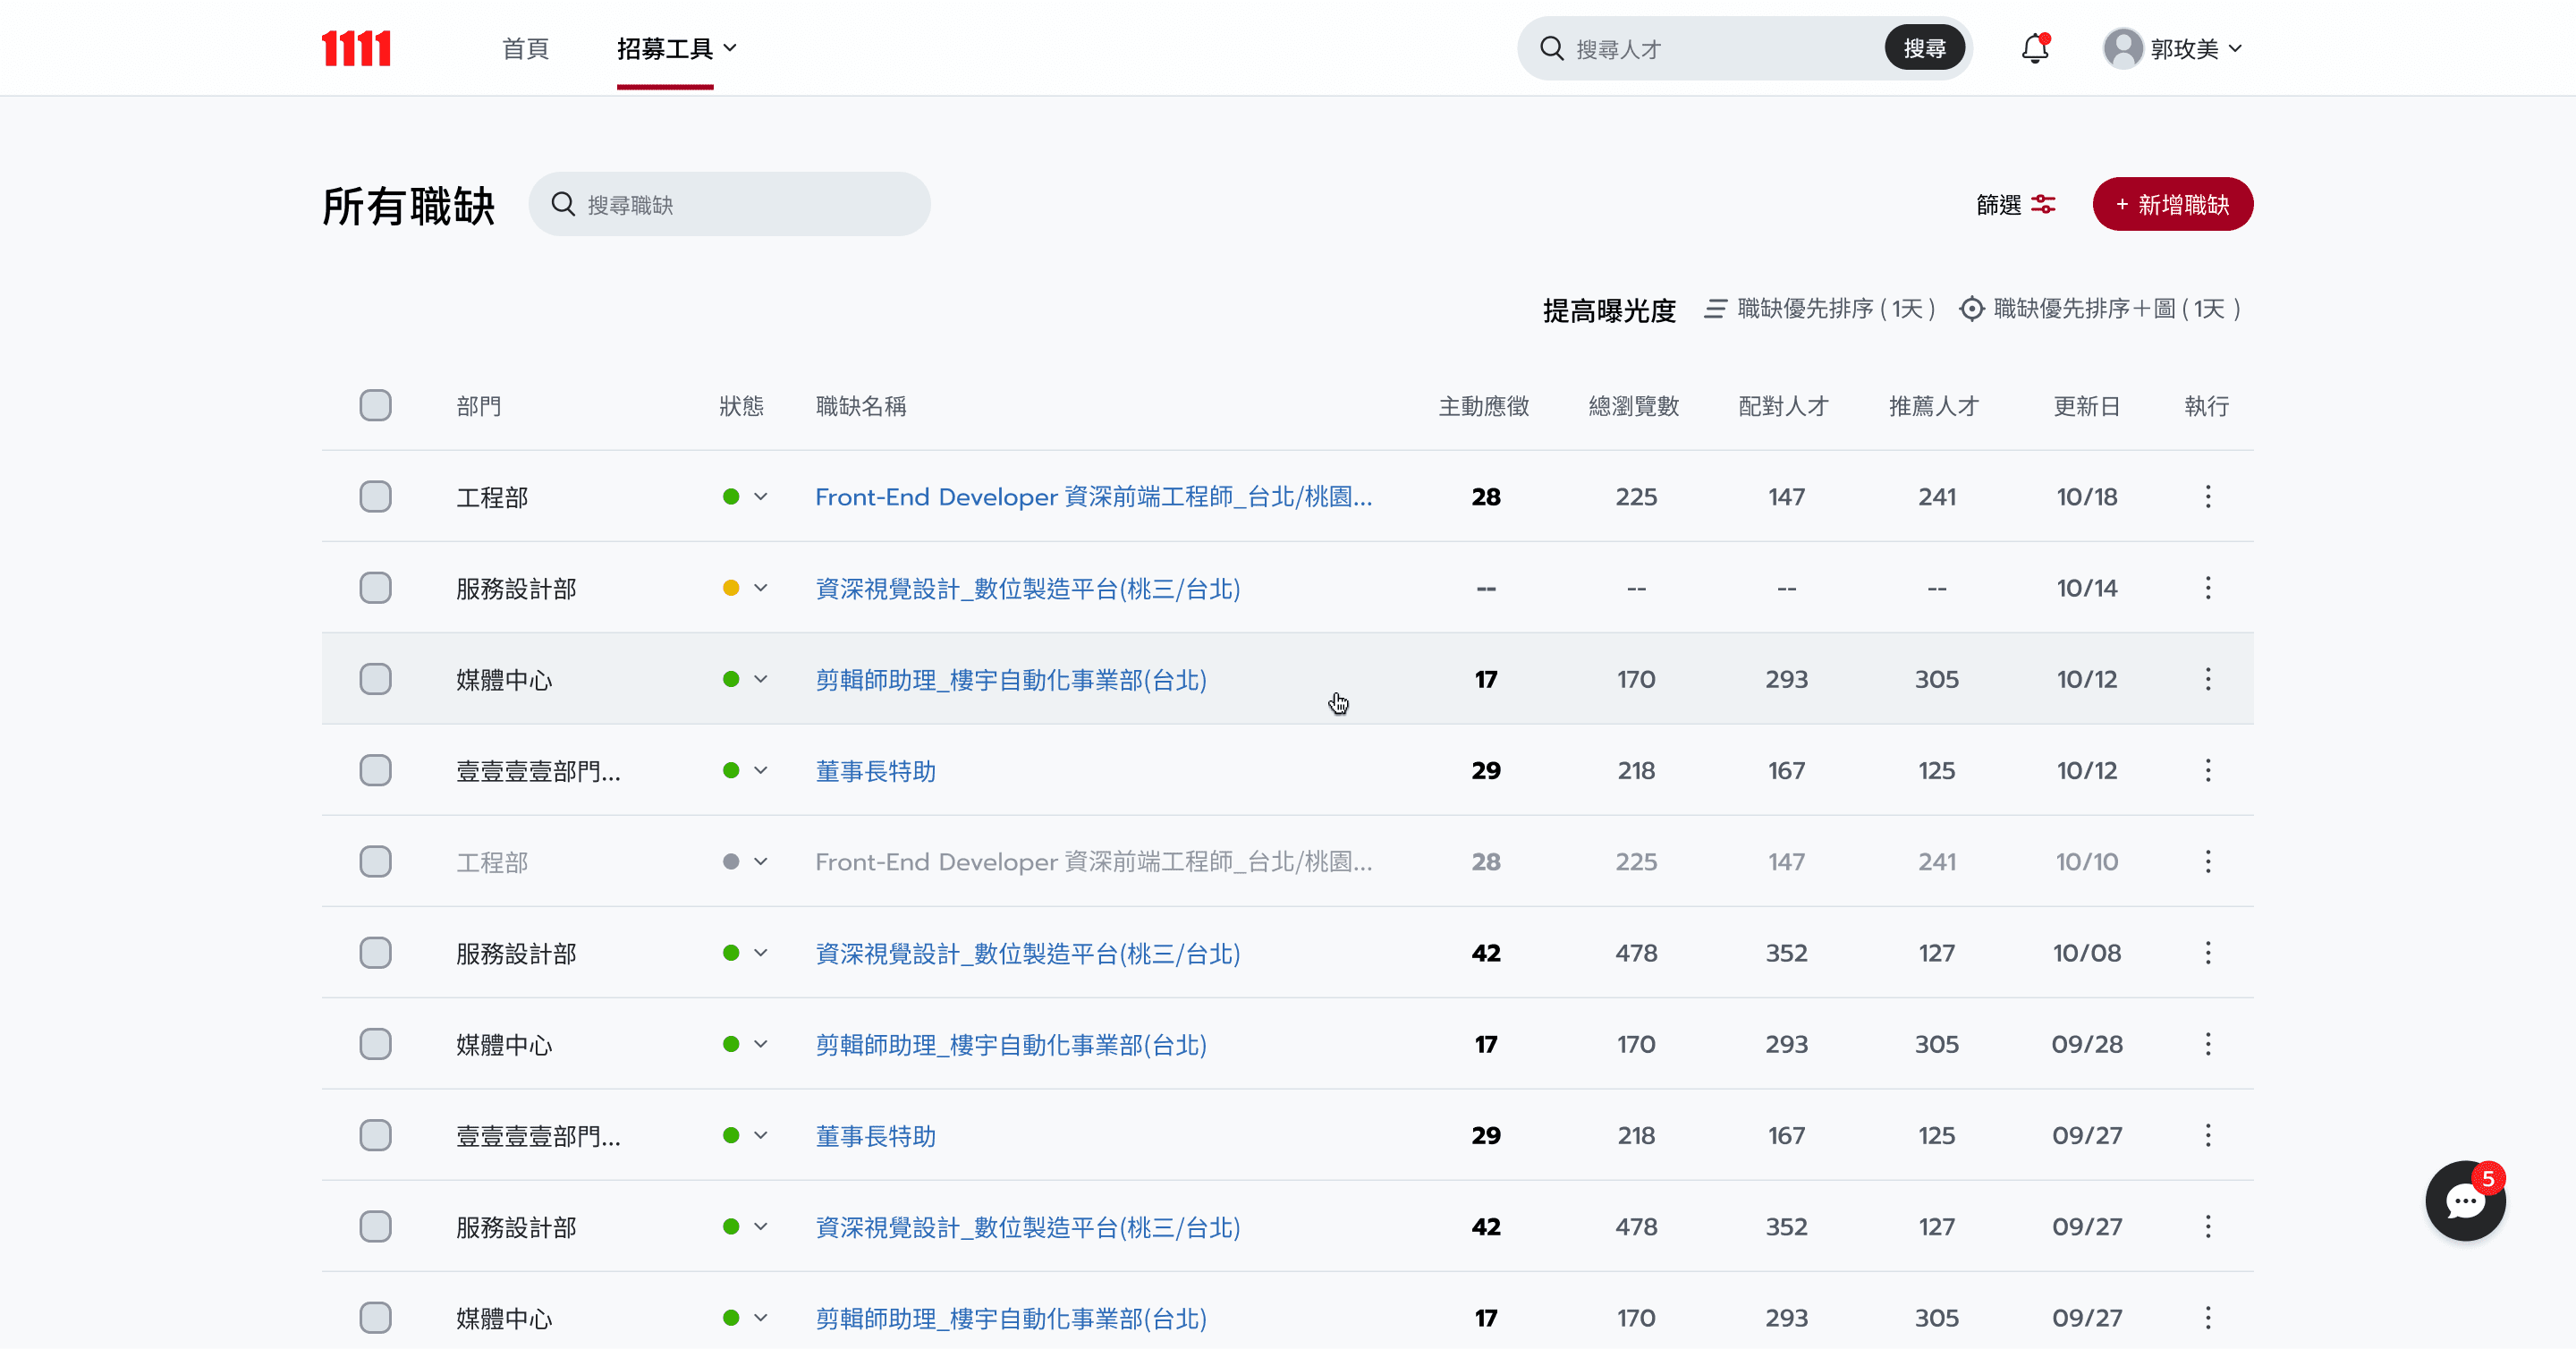 1111 首頁 招募工具 搜尋人才 搜尋 郭玫美
所有職缺 搜尋職缺 篩選 + 新增職缺
提高曝光度 職缺優先排序 ( 1天 ) 職缺優先排序＋圖 ( 1天 )
部門 狀態 職缺名稱 主動應徵 總瀏覽數 配對人才 推薦人才 更新日 執行
工程部 Front-End Developer 資深前端工程師_台北/桃園... 28 225 147 241 10/18
服務設計部 資深視覺設計_數位製造平台(桃三/台北) -- -- -- -- 10/14
媒體中心 剪輯師助理_樓宇自動化事業部(台北) 17 170 293 305 10/12
壹壹壹壹部門... 董事長特助 29 218 167 125 10/12
工程部 Front-End Developer 資深前端工程師_台北/桃園... 28 225 147 241 10/10
服務設計部 資深視覺設計_數位製造平台(桃三/台北) 42 478 352 127 10/08
媒體中心 剪輯師助理_樓宇自動化事業部(台北) 17 170 293 305 09/28
壹壹壹壹部門... 董事長特助 29 218 167 125 09/27
服務設計部 資深視覺設計_數位製造平台(桃三/台北) 42 478 352 127 09/27
5
媒體中心 剪輯師助理_樓宇自動化事業部(台北) 17 170 293 305 09/27